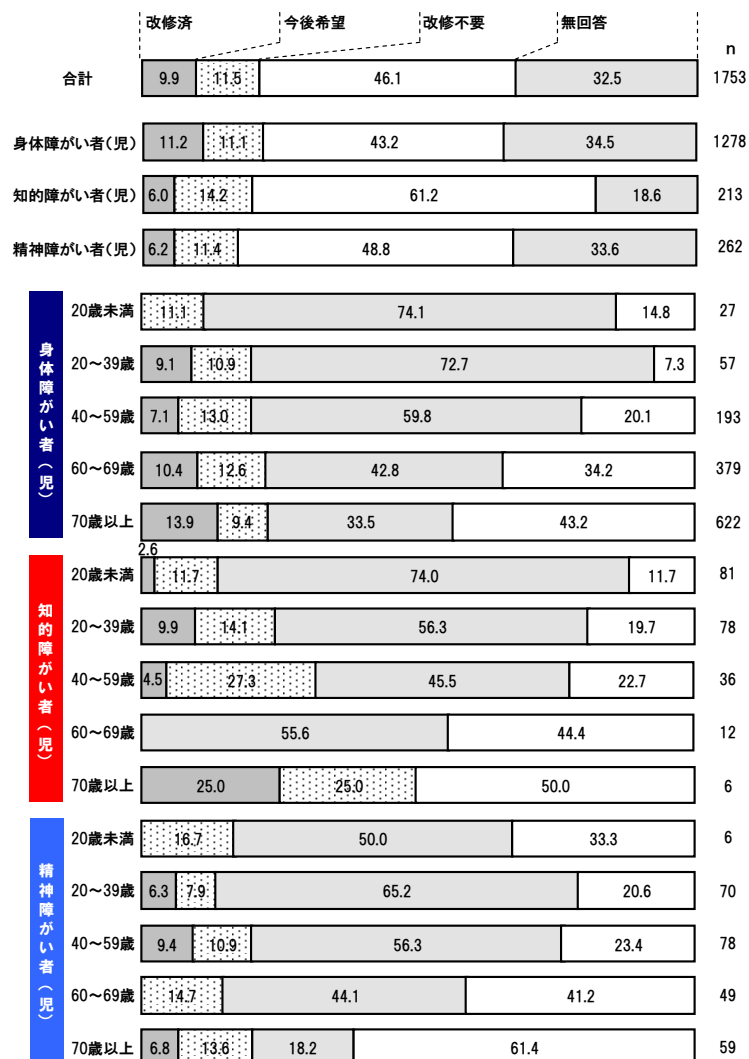 改修済 今後希望 改修不要 無回答
n
合計 9.9 11.5 46.1 32.5 1753
身体障がい者(児) 11.2 11.1 43.2 34.5 1278
知的障がい者(児) 6.0 14.2 61.2 18.6 213
精神障がい者(児) 6.2 11.4 48.8 33.6 262
身体障がい者(児)
20歳未満 11.1 74.1 14.8 27
20～39歳 9.1 10.9 72.7 7.3 57
40～59歳 7.1 13.0 59.8 20.1 193
60～69歳 10.4 12.6 42.8 34.2 379
70歳以上 13.9 9.4 33.5 43.2 622
知的障がい者(児)
20歳未満 2.6 11.7 74.0 11.7 81
20～39歳 9.9 14.1 56.3 19.7 78
40～59歳 4.5 27.3 45.5 22.7 36
60～69歳 55.6 44.4 12
70歳以上 25.0 25.0 50.0 6
精神障がい者(児)
20歳未満 16.7 50.0 33.3 6
20～39歳 6.3 7.9 65.2 20.6 70
40～59歳 9.4 10.9 56.3 23.4 78
60～69歳 14.7 44.1 41.2 49
70歳以上 6.8 13.6 18.2 61.4 59